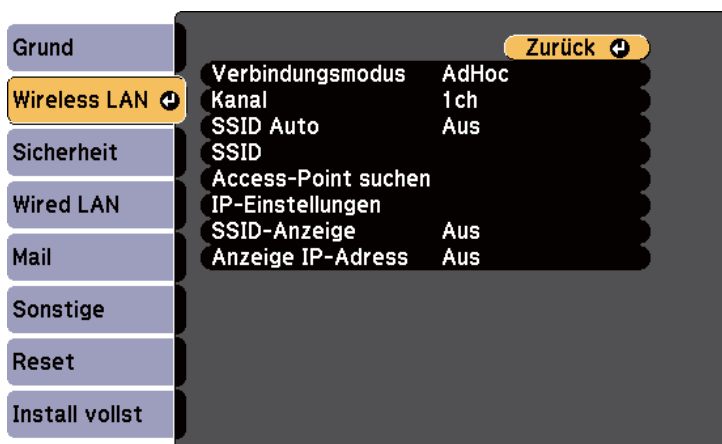 Grund
Wireless LAN
Sicherheit
Wired LAN
Mail
Sonstige
Reset
Install vollst
Zurück
Verbindungsmodus AdHoc
Kanal 1ch
SSID Auto Aus
SSID
Access-Point suchen
IP-Einstellungen
SSID-Anzeige Aus
Anzeige IP-Adress Aus